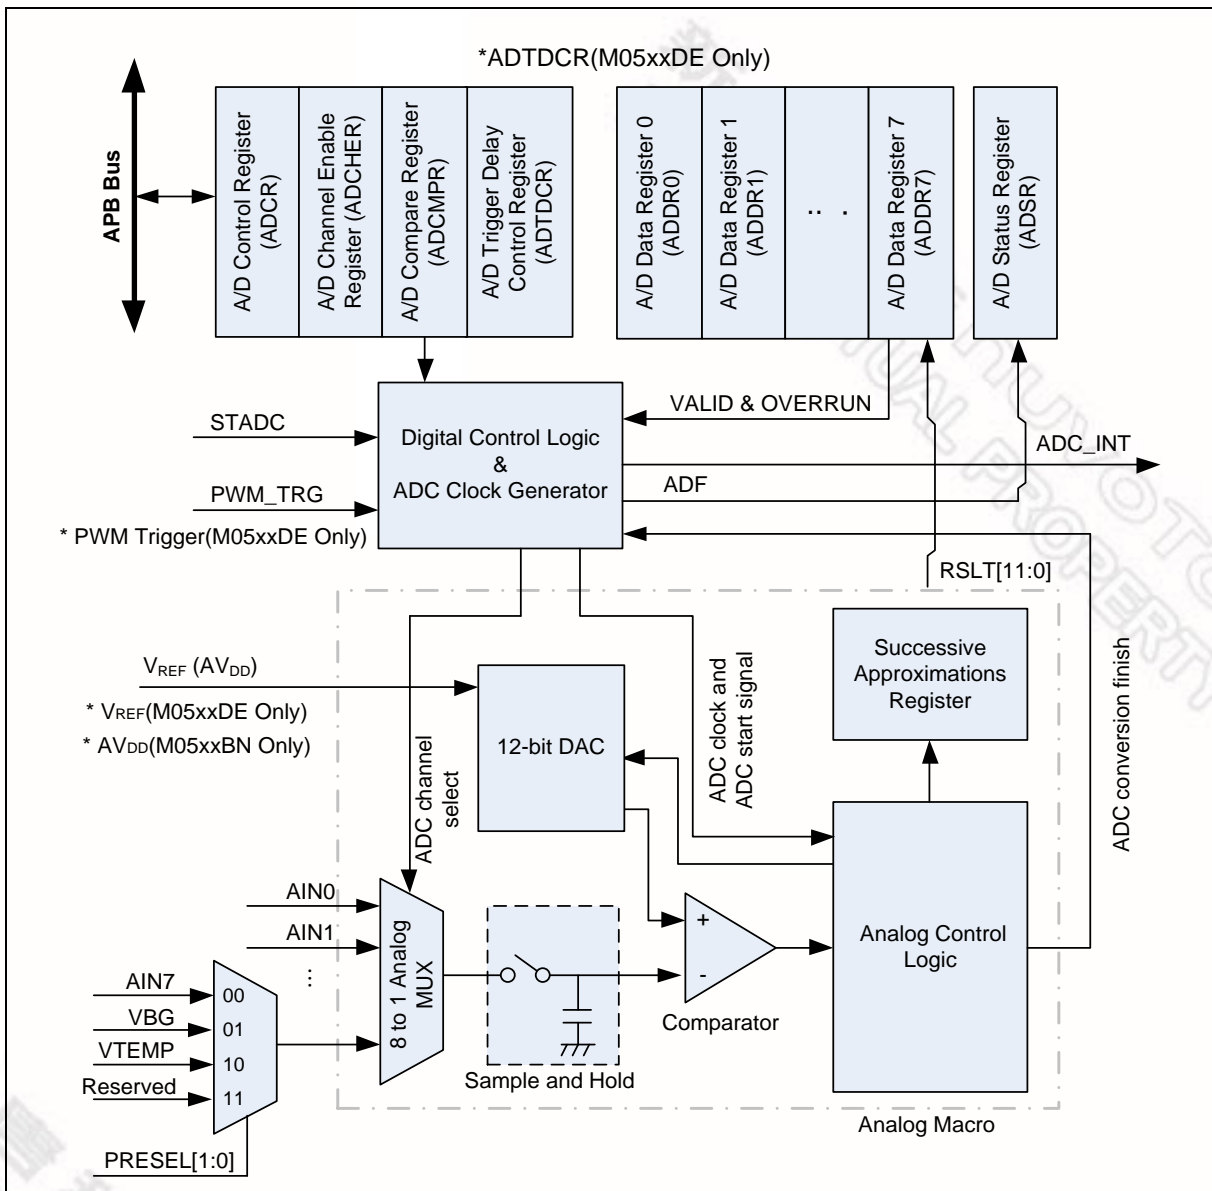 *ADTDCR(M05xxDE Only)
APB Bus
A/D Control Register
(ADCR)
A/D Channel Enable
Register (ADCHER)
A/D Compare Register
(ADCMPR)
A/D Trigger Delay
Control Register
(ADTDCR)
A/D Data Register 0
(ADDR0)
A/D Data Register 1
(ADDR1)
.. .
A/D Data Register 7
(ADDR7)
A/D Status Register
(ADSR)
VALID & OVERRUN
STADC
Digital Control Logic
&
ADC Clock Generator
ADC_INT
ADF
PWM_TRG
* PWM Trigger(M05xxDE Only)
RSLT[11:0]
VREF (AVDD)
* VREF(M05xxDE Only)
* AVDD(M05xxBN Only)
12-bit DAC
ADC channel
select
ADC clock and
ADC start signal
Successive
Approximations
Register
ADC conversion finish
AIN0
AIN1
...
8 to 1 Analog
MUX
+
-
Comparator
Analog Control
Logic
AIN7
00
VBG
01
VTEMP
10
Reserved
11
Sample and Hold
Analog Macro
PRESEL[1:0]
nuvoTo
UAL PROPERTY